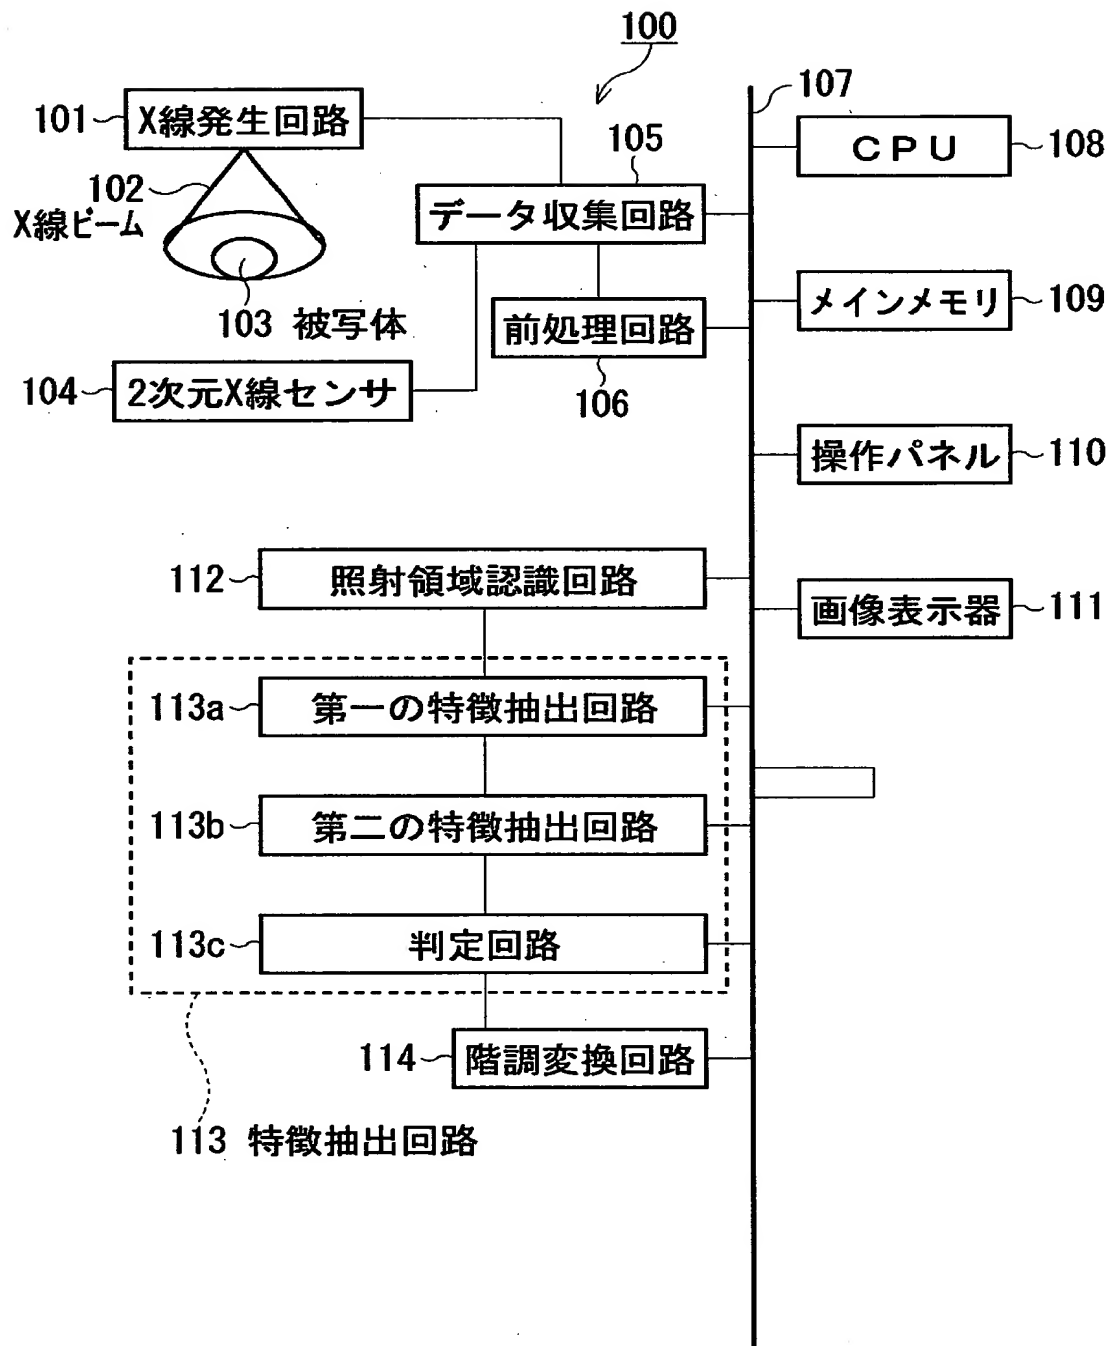 100
107
101 X線発生回路
CPU 108
105
102
X線ビーム
データ収集回路
103 被写体
前処理回路
メインメモリ 109
104 2次元X線センサ
106
操作パネル 110
112 照射領域認識回路
画像表示器 111
113a 第一の特徴抽出回路
113b 第二の特徴抽出回路
113c 判定回路
114 階調変換回路
113 特徴抽出回路